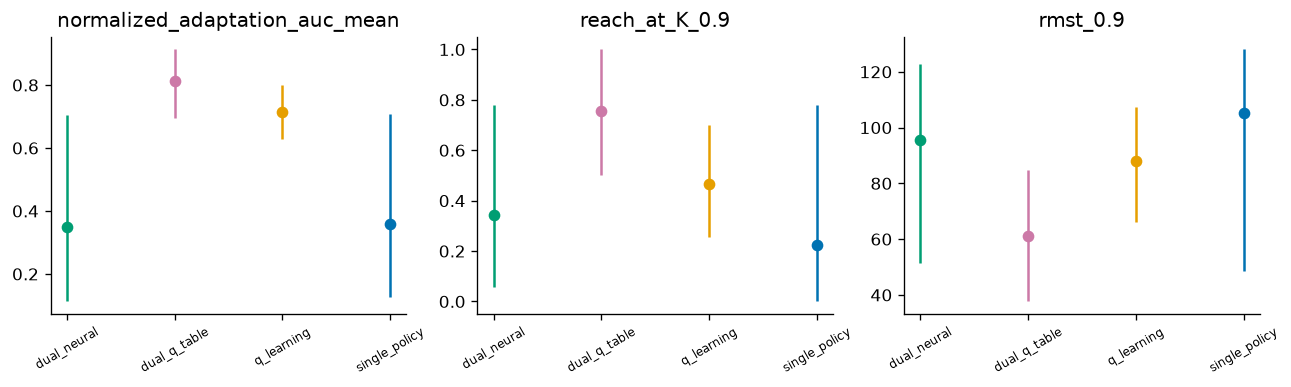 normalized_adaptation_auc_mean
0.8
0.6
0.4
0.2
dual_neural
dual_q_table
q_learning
single_policy
reach_at_K_0.9
1.0
0.8
0.6
0.4
0.2
0.0
dual_neural
dual_q_table
q_learning
single_policy
rmst_0.9
120
100
80
60
40
dual_neural
dual_q_table
q_learning
single_policy